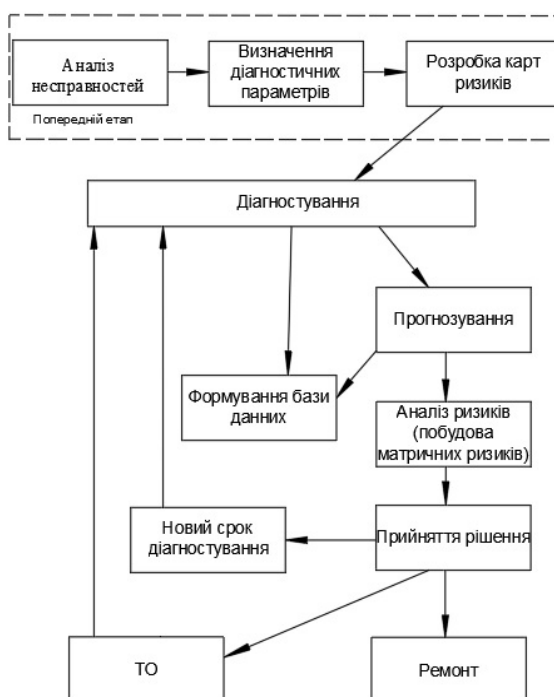 Аналіз
несправностей
Визначення
діагностичних
параметрів
Розробка карт
ризиків
Попередній етап
Діагностування
Прогнозування
Формування бази
данних
Аналіз ризиків
(побудова
матричних ризиків)
Новий срок
діагностування
Прийняття рішення
ТО
Ремонт